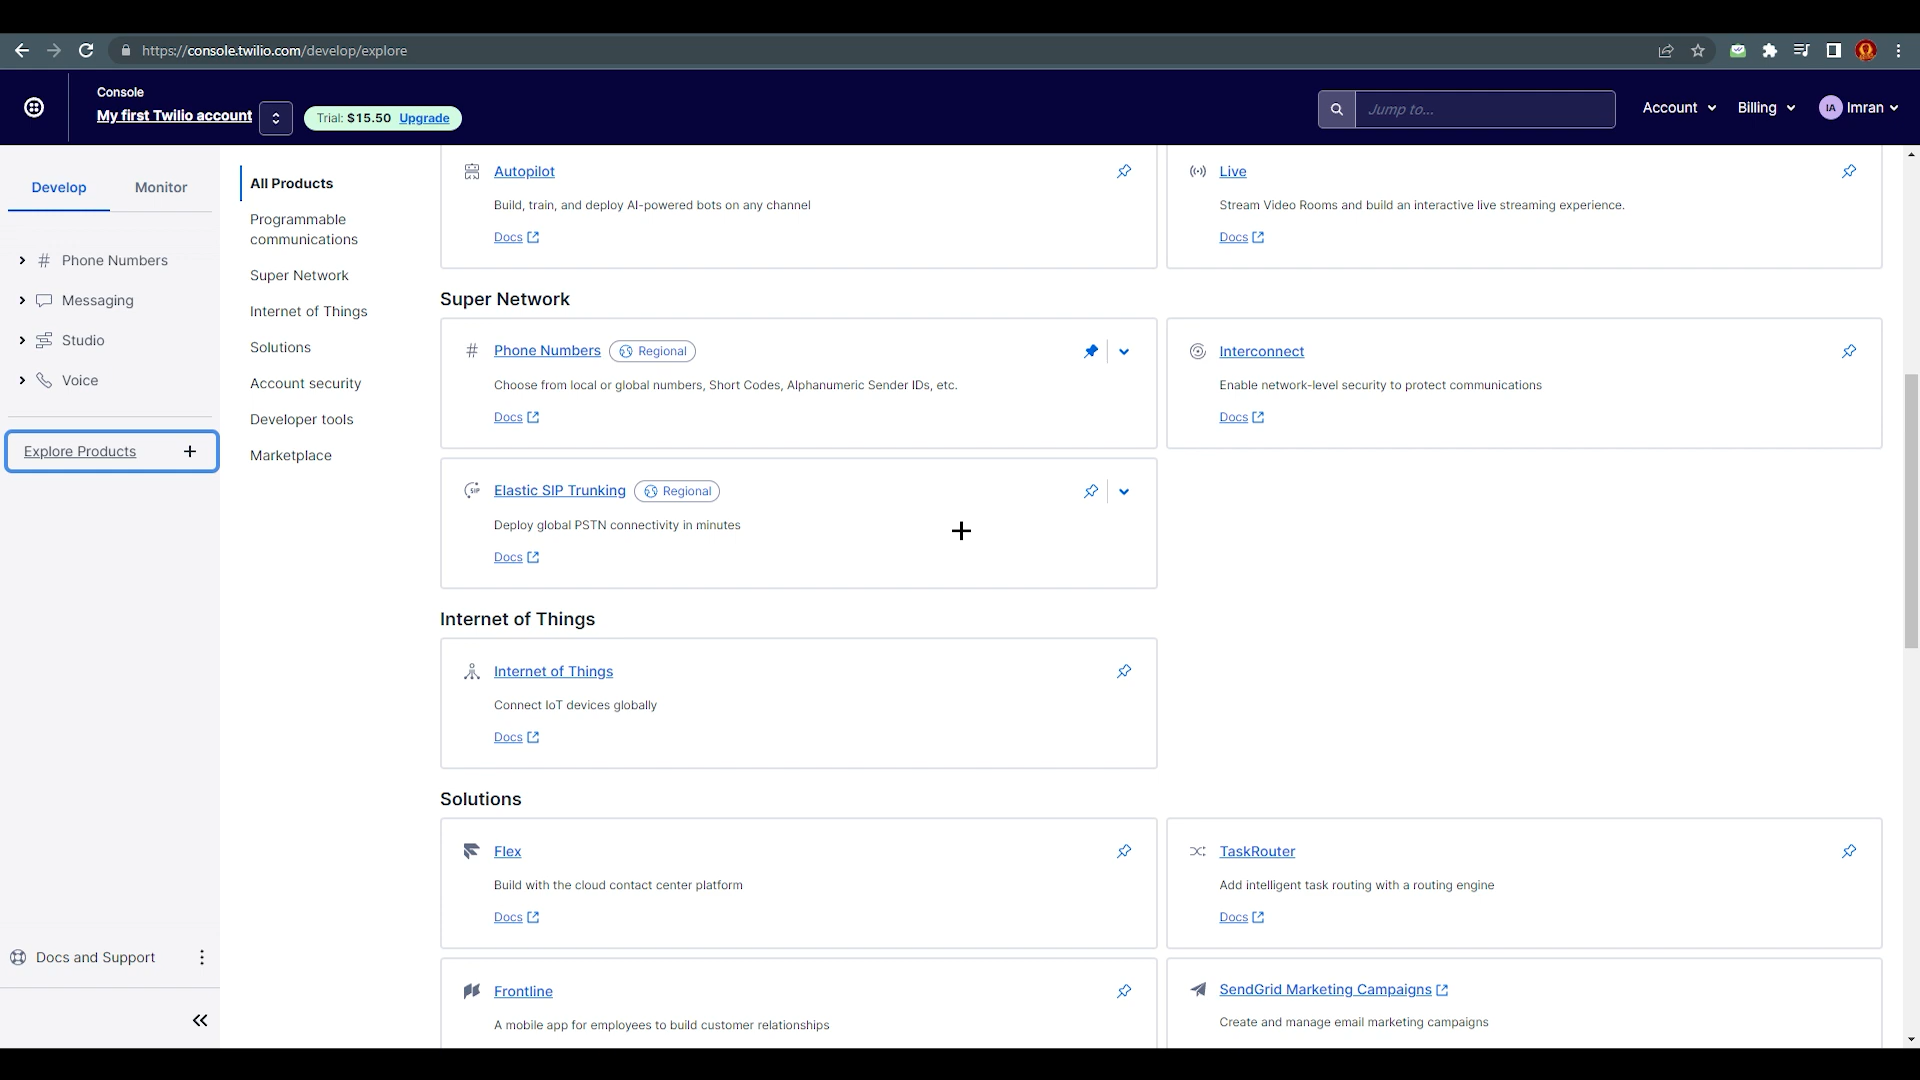 https://console.twilio.com/develop/explore
Console
My first Twilio account
Trial: $15.50 Upgrade
Jump to...
Account
Billing
IA Imran
Develop
Monitor
Phone Numbers
Messaging
Studio
Voice
Explore Products
Docs and Support
All Products
Programmable
communications
Super Network
Internet of Things
Solutions
Account security
Developer tools
Marketplace
Autopilot
Build, train, and deploy AI-powered bots on any channel
Docs
Live
Stream Video Rooms and build an interactive live streaming experience.
Docs
Super Network
Phone Numbers Regional
Choose from local or global numbers, Short Codes, Alphanumeric Sender IDs, etc.
Docs
Interconnect
Enable network-level security to protect communications
Docs
SIP Elastic SIP Trunking Regional
Deploy global PSTN connectivity in minutes
Docs
Internet of Things
Internet of Things
Connect IoT devices globally
Docs
Solutions
Flex
Build with the cloud contact center platform
Docs
TaskRouter
Add intelligent task routing with a routing engine
Docs
Frontline
A mobile app for employees to build customer relationships
SendGrid Marketing Campaigns
Create and manage email marketing campaigns